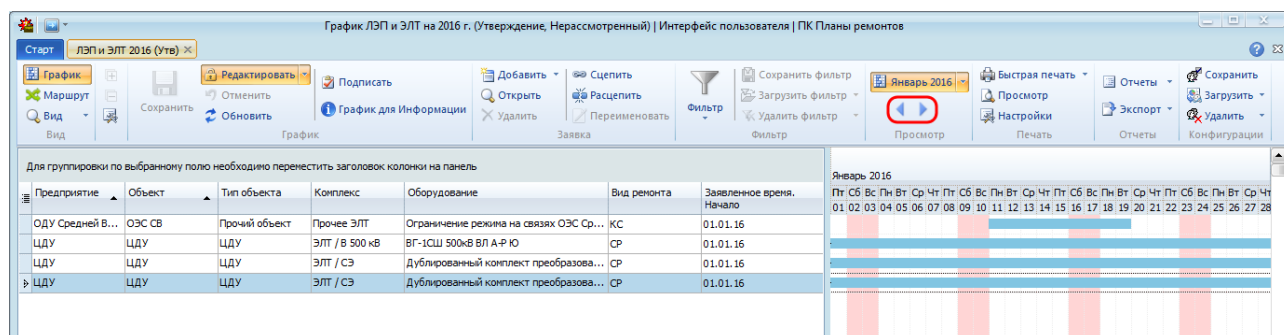 График ЛЭП и ЭЛТ на 2016 г. (Утверждение, Нерассмотренный) | Интерфейс пользователя | ПК Планы ремонтов
Старт ЛЭП и ЭЛТ 2016 (Утв)
График Редактировать Подписать Добавить Сцепить Сохранить фильтр Январь 2016 Быстрая печать Отчеты Сохранить
Маршрут Сохранить Отменить График для Информации Открыть Расцепить Фильтр Загрузить фильтр Просмотр Экспорт Загрузить
Вид Обновить Удалить Переименовать Удалить фильтр Настройки Удалить
Вид График Заявка Фильтр Просмотр Печать Отчеты Конфигурации
Для группировки по выбранному полю необходимо переместить заголовок колонки на панель
Январь 2016
Предприятие Объект Тип объекта Комплекс Оборудование Вид ремонта Заявленное время. Начало
Пт Сб Вс Пн Вт Ср Чт Пт Сб Вс Пн Вт Ср Чт Пт Сб Вс Пн Вт Ср Чт Пт Сб Вс Пн Вт Ср Чт
01 02 03 04 05 06 07 08 09 10 11 12 13 14 15 16 17 18 19 20 21 22 23 24 25 26 27 28
ОДУ Средней В... ОЭС СВ Прочий объект Прочее ЭЛТ Ограничение режима на связях ОЭС Ср... КС 01.01.16
ЦДУ ЦДУ ЦДУ ЭЛТ / В 500 кВ ВГ-1СШ 500кВ ВЛ А-Р Ю СР 01.01.16
ЦДУ ЦДУ ЦДУ ЭЛТ / СЭ Дублированный комплект преобразова... СР 01.01.16
ЦДУ ЦДУ ЦДУ ЭЛТ / СЭ Дублированный комплект преобразова... СР 01.01.16